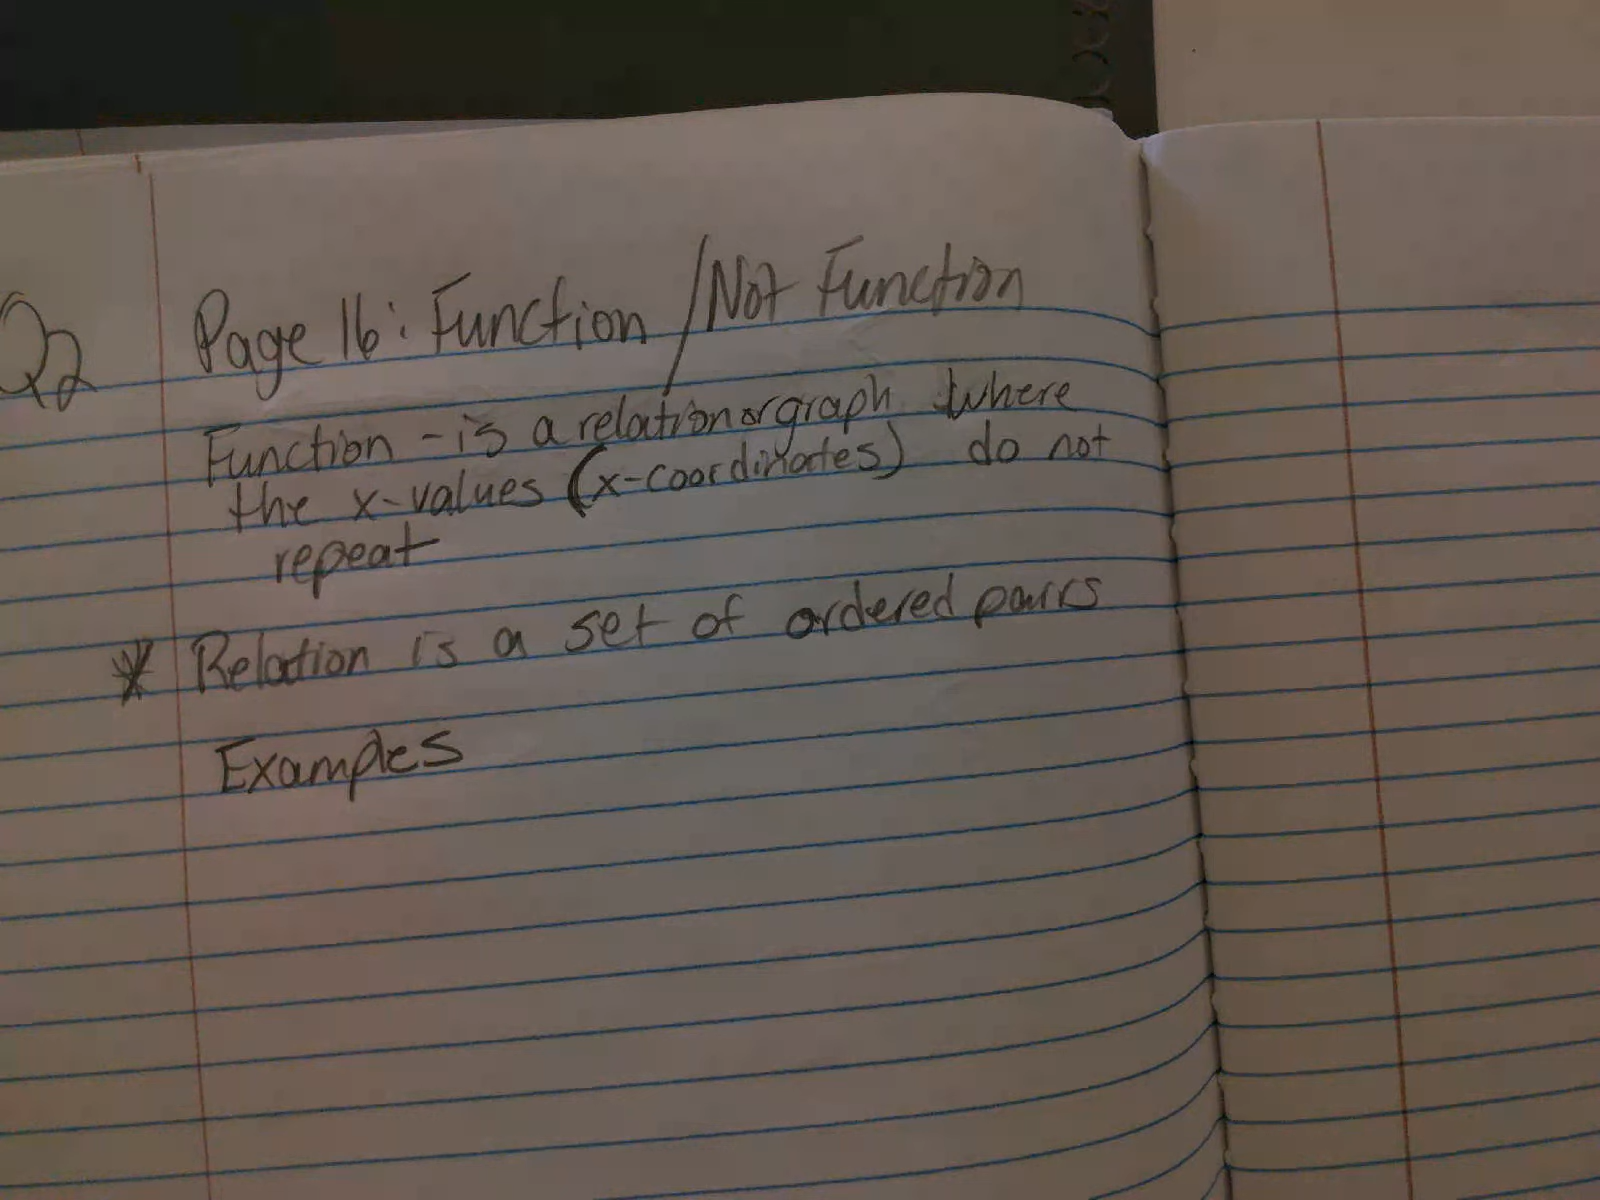 Q2 Page 16: Function / Not Function
Function - is a relation or graph where
the x-values (x-coordinates) do not
repeat
* Relation is a set of ordered pairs
Examples